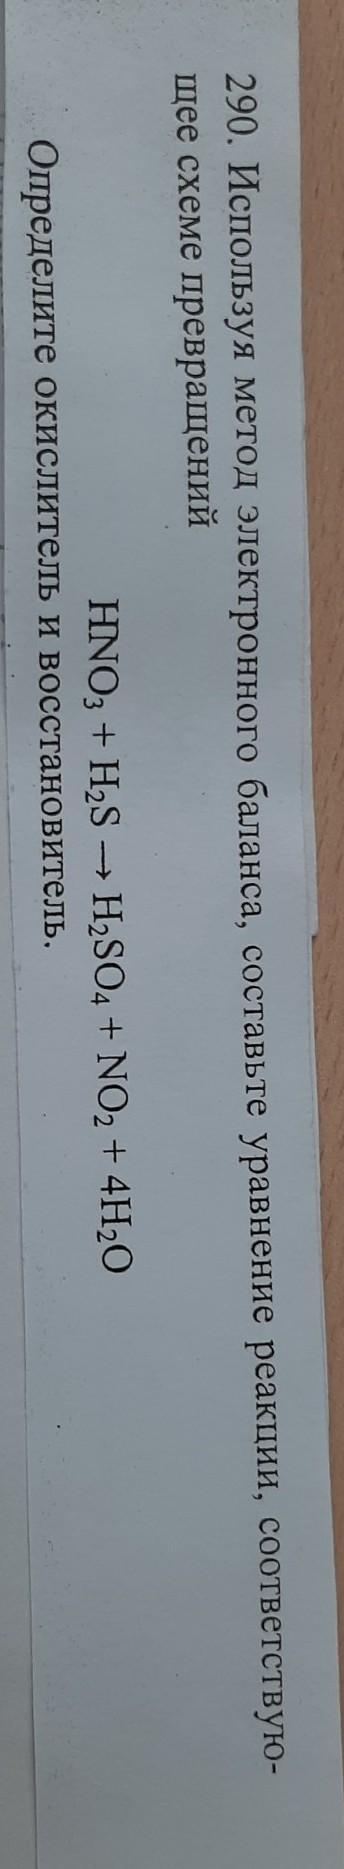 290. Используя метод электронного баланса, составьте уравнение реакции, соответствую-
щее схеме превращений
HNO₃ + H₂S → H₂SO₄ + NO₂ + 4H₂O
Определите окислитель и восстановитель.